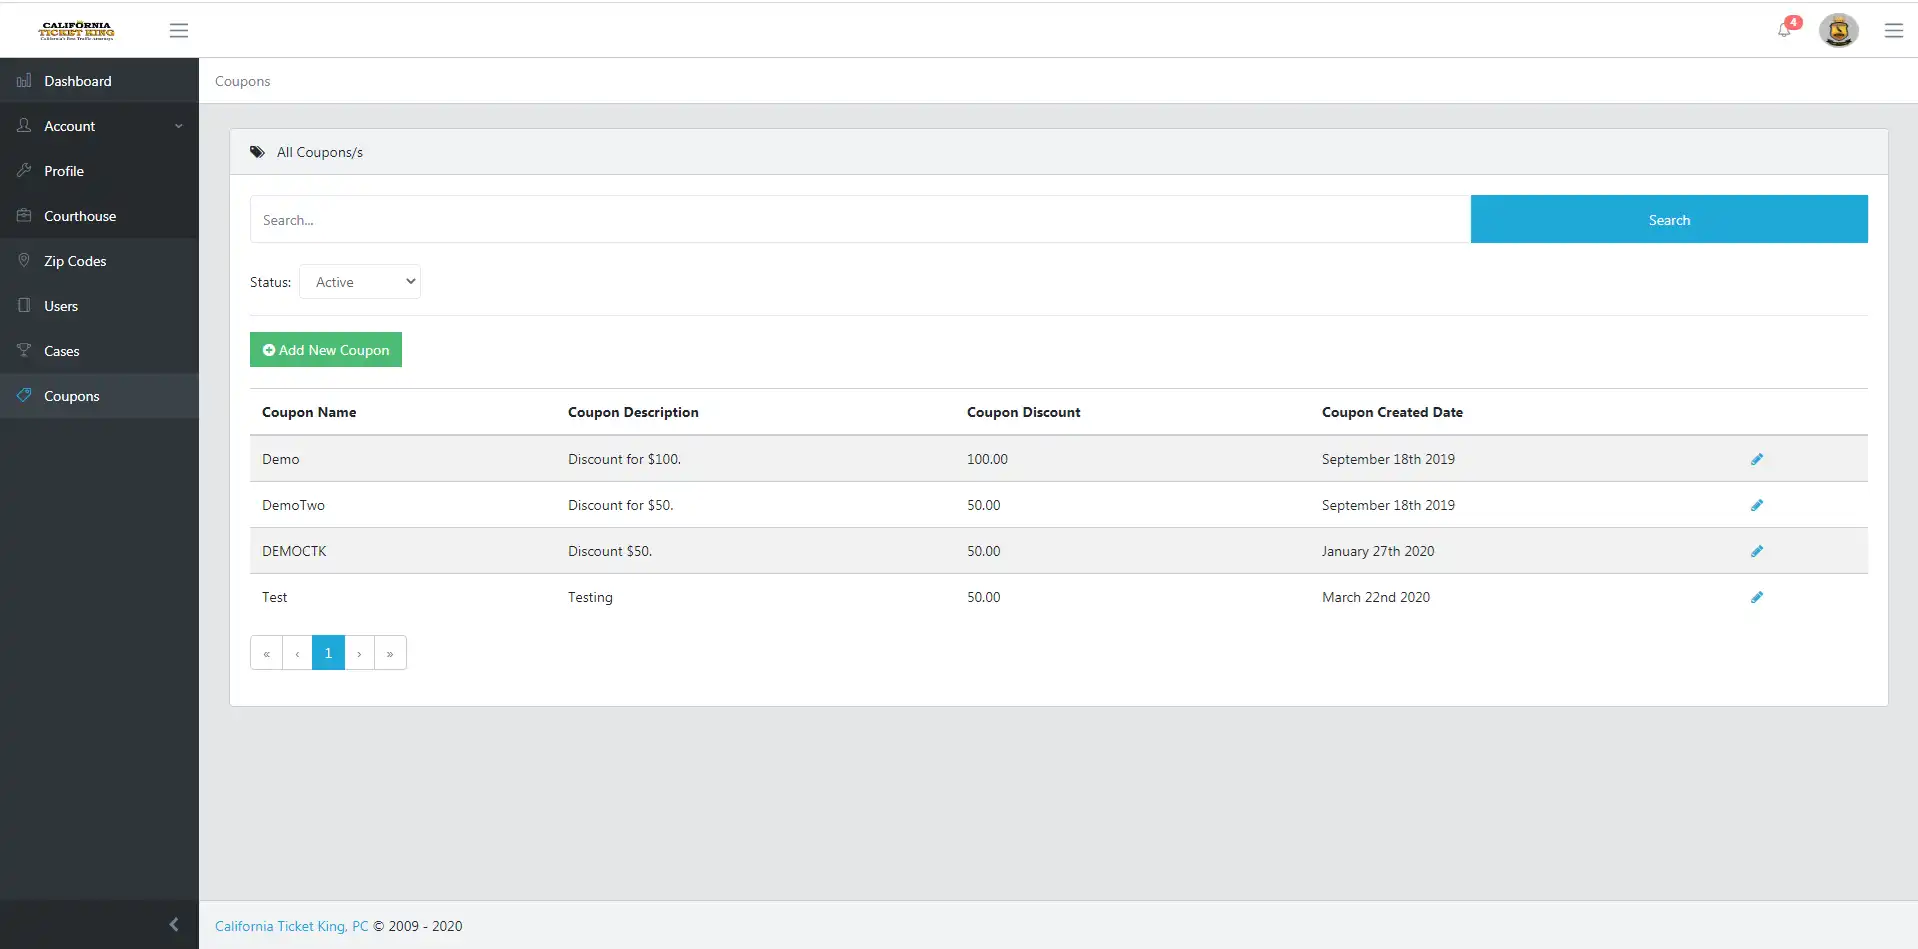 CALIFORNIA
TICKET KING
California's Best Traffic Attorneys
4
Dashboard
Account
Profile
Courthouse
Zip Codes
Users
Cases
Coupons
Coupons
All Coupons/s
Search...
Search
Status: Active
Add New Coupon
Coupon Name Coupon Description Coupon Discount Coupon Created Date
Demo Discount for $100. 100.00 September 18th 2019
DemoTwo Discount for $50. 50.00 September 18th 2019
DEMOCTK Discount $50. 50.00 January 27th 2020
Test Testing 50.00 March 22nd 2020
« ‹ 1 › »
California Ticket King, PC © 2009 - 2020